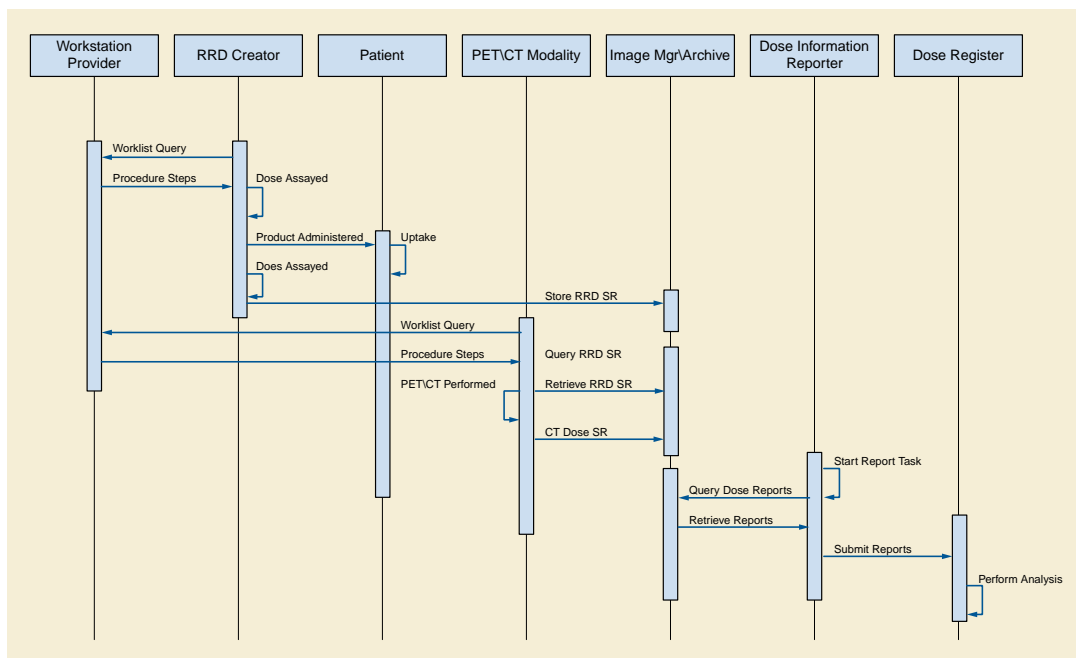 Workstation
Provider
RRD Creator
Patient
PET\CT Modality
Image Mgr\Archive
Dose Information
Reporter
Dose Register
Worklist Query
Procedure Steps
Dose Assayed
Product Administered
Uptake
Does Assayed
Store RRD SR
Worklist Query
Procedure Steps
Query RRD SR
PET\CT Performed
Retrieve RRD SR
CT Dose SR
Start Report Task
Query Dose Reports
Retrieve Reports
Submit Reports
Perform Analysis